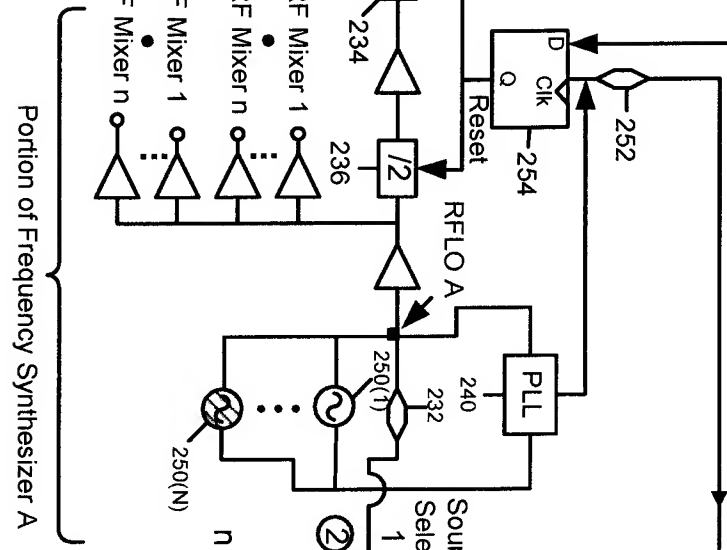 D
Q
Clk
252
254
Reset
234
/2
236
Mixer 1
Mixer n
Mixer 1
Mixer n
RFLO A
PLL
240
232
250(1)
250(N)
1
2
n
Portion of Frequency Synthesizer A